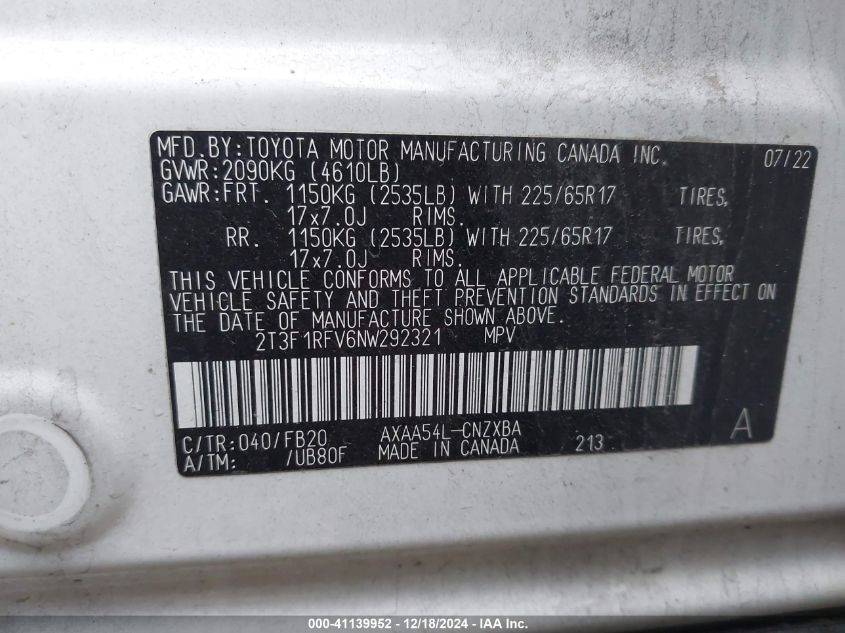 MFD.BY:TOYOTA MOTOR MANUFACTURING CANADA INC. 07/22
GVWR:2090KG (4610LB)
GAWR:FRT. 1150KG (2535LB) WITH 225/65R17 TIRES,
17x7.0J RIMS.
RR. 1150KG (2535LB) WITH 225/65R17 TIRES,
17x7.0J RIMS.
THIS VEHICLE CONFORMS TO ALL APPLICABLE FEDERAL MOTOR
VEHICLE SAFETY AND THEFT PREVENTION STANDARDS IN EFFECT ON
THE DATE OF MANUFACTURE SHOWN ABOVE.
2T3F1RFV6NW292321 MPV
C/TR:040/FB20 AXAA54L-CNZXBA A
A/TM: /UB80F MADE IN CANADA 213
000-41139952 - 12/18/2024 - IAA Inc.